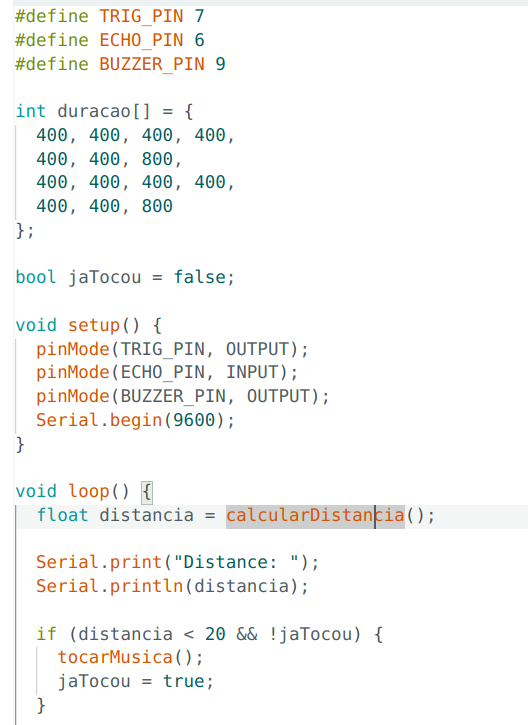 #define TRIG_PIN 7
#define ECHO_PIN 6
#define BUZZER_PIN 9

int duracao[] = {
  400, 400, 400, 400,
  400, 400, 800,
  400, 400, 400, 400,
  400, 400, 800
};

bool jaTocou = false;

void setup() {
  pinMode(TRIG_PIN, OUTPUT);
  pinMode(ECHO_PIN, INPUT);
  pinMode(BUZZER_PIN, OUTPUT);
  Serial.begin(9600);
}

void loop() {
  float distancia = calcularDistancia();

  Serial.print("Distance: ");
  Serial.println(distancia);

  if (distancia < 20 && !jaTocou) {
    tocarMusica();
    jaTocou = true;
  }